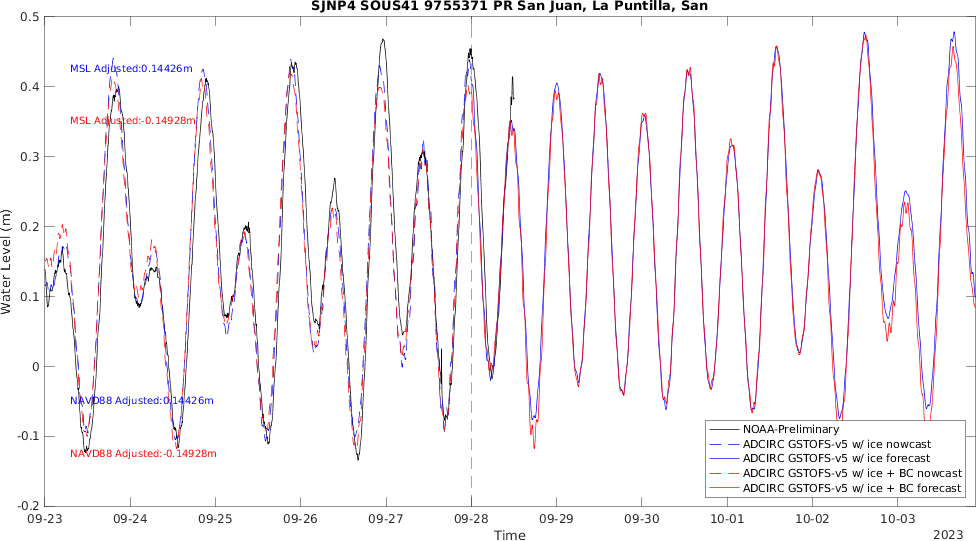 SJNP4 SOUS41 9755371 PR San Juan, La Puntilla, San
0.5
0.4
0.3
0.2
0.1
0
-0.1
-0.2
Water Level (m)
MSL Adjusted:0.14426m
MSL Adjusted:-0.14928m
NAVD88 Adjusted:0.14426m
NAVD88 Adjusted:-0.14928m
NOAA-Preliminary
ADCIRC GSTOFS-v5 w/ ice nowcast
ADCIRC GSTOFS-v5 w/ ice forecast
ADCIRC GSTOFS-v5 w/ ice + BC nowcast
ADCIRC GSTOFS-v5 w/ ice + BC forecast
09-23 09-24 09-25 09-26 09-27 09-28 09-29 09-30 10-01 10-02 10-03
Time
2023